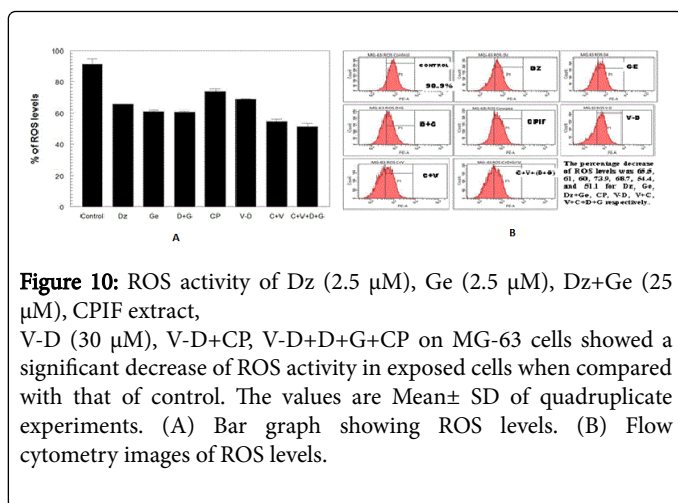 100
80
60
40
20
0
% of ROS levels
Control Dz Ge D+G CP V-D C+V C+V+D+G
A
MG-63 ROS Control
CONTROL
90.9%
DZ
GE
D+G
CPIF
V-D
C+V
C+V+(D+G)
The percentage decrease
of ROS levels was 65.5,
61, 60, 73.9, 68.7, 54.4,
and 51.1 for Dz, Ge,
Dz+Ge, CP, V-D, V+C,
V+C+D+G respectively.
B
Figure 10: ROS activity of Dz (2.5 μM), Ge (2.5 μM), Dz+Ge (25
μM), CPIF extract,
V-D (30 μM), V-D+CP, V-D+D+G+CP on MG-63 cells showed a
significant decrease of ROS activity in exposed cells when compared
with that of control. The values are Mean± SD of quadruplicate
experiments. (A) Bar graph showing ROS levels. (B) Flow
cytometry images of ROS levels.